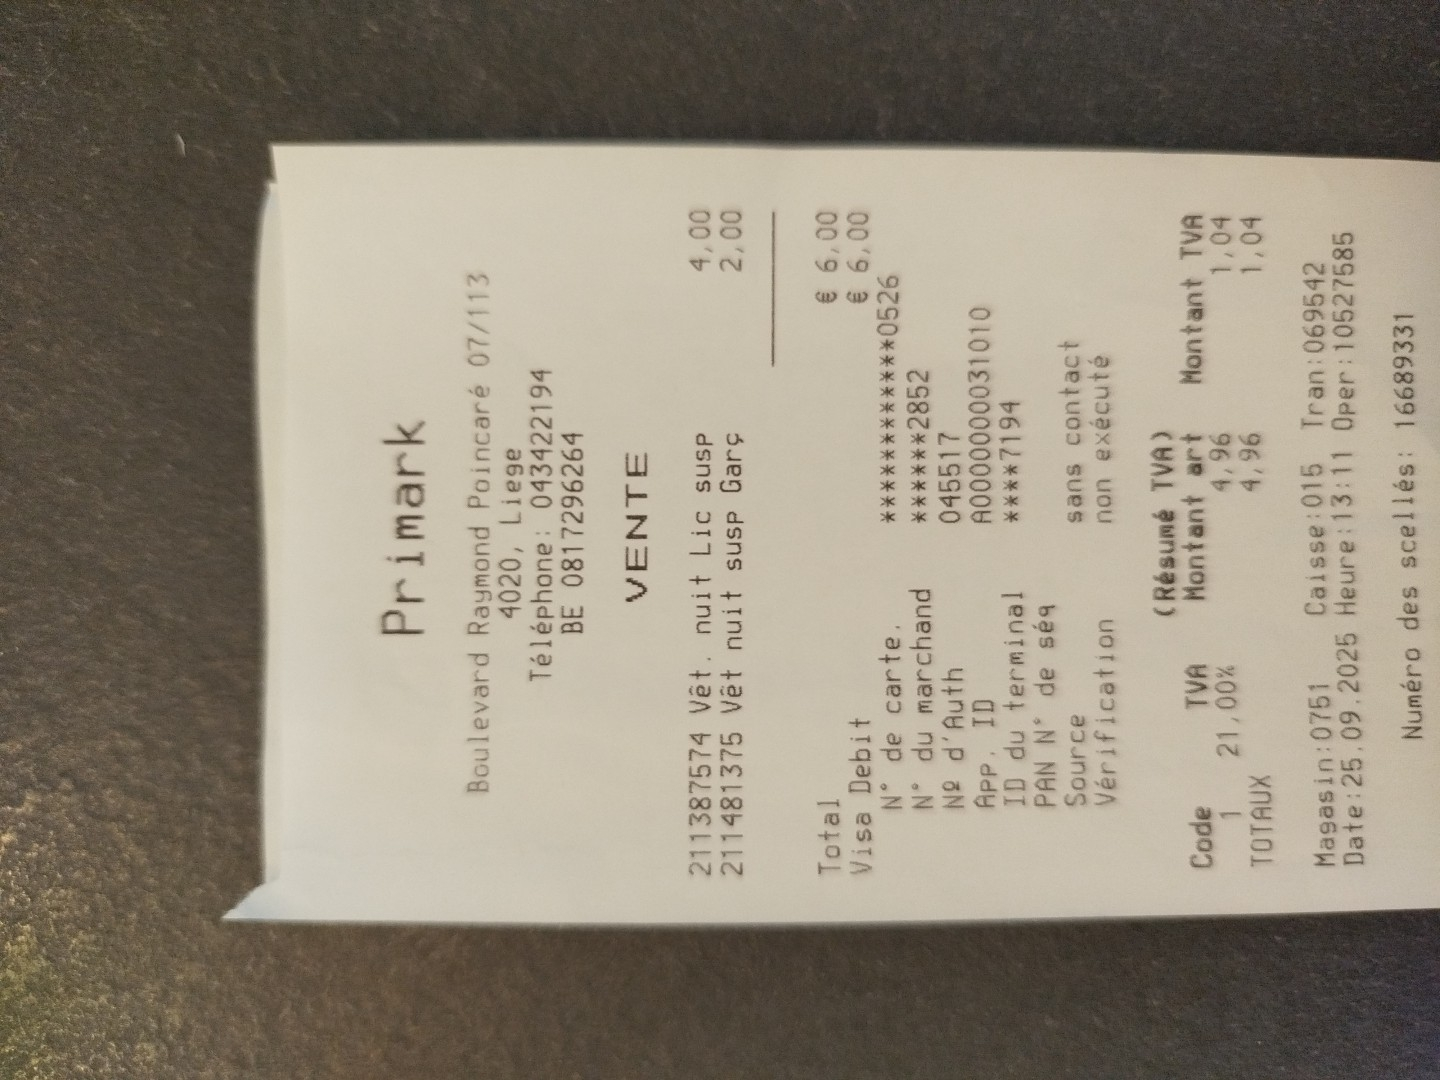 Primark
Boulevard Raymond Poincaré 07/113
4020, Liege
Téléphone: 043422194
BE 0817296264
VENTE
211387574 Vêt. nuit Lic susp 4,00
211481375 Vêt nuit susp Garç 2,00
Total € 6,00
Visa Debit € 6,00
N° de carte. ************0526
N° du marchand ******2852
Nº d'Auth 045517
App. ID A0000000031010
ID du terminal ****7194
PAN N° de séq
Source sans contact
Vérification non exécuté
(Résumé TVA)
Code TVA Montant art Montant TVA
1 21,00% 4,96 1,04
TOTAUX 4,96 1,04
Magasin:0751 Caisse:015 Tran:069542
Date:25.09.2025 Heure:13:11 Oper:10527585
Numéro des scellés: 16689331